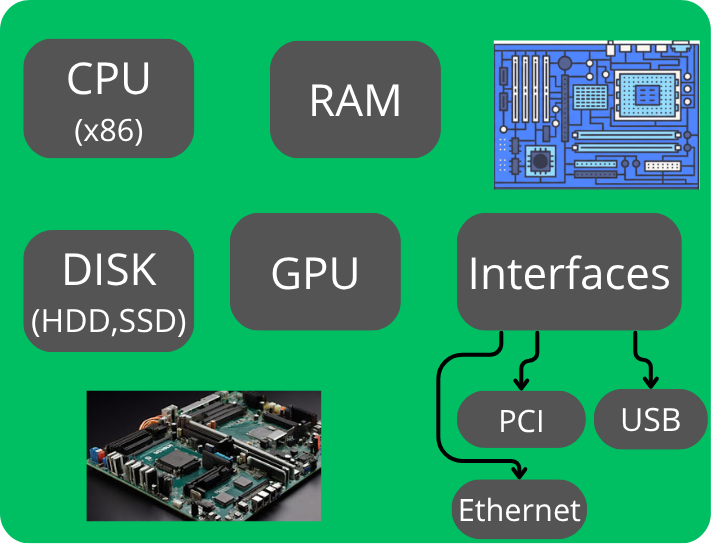 CPU
(x86)
RAM
DISK
(HDD,SSD)
GPU
Interfaces
PCI
USB
Ethernet